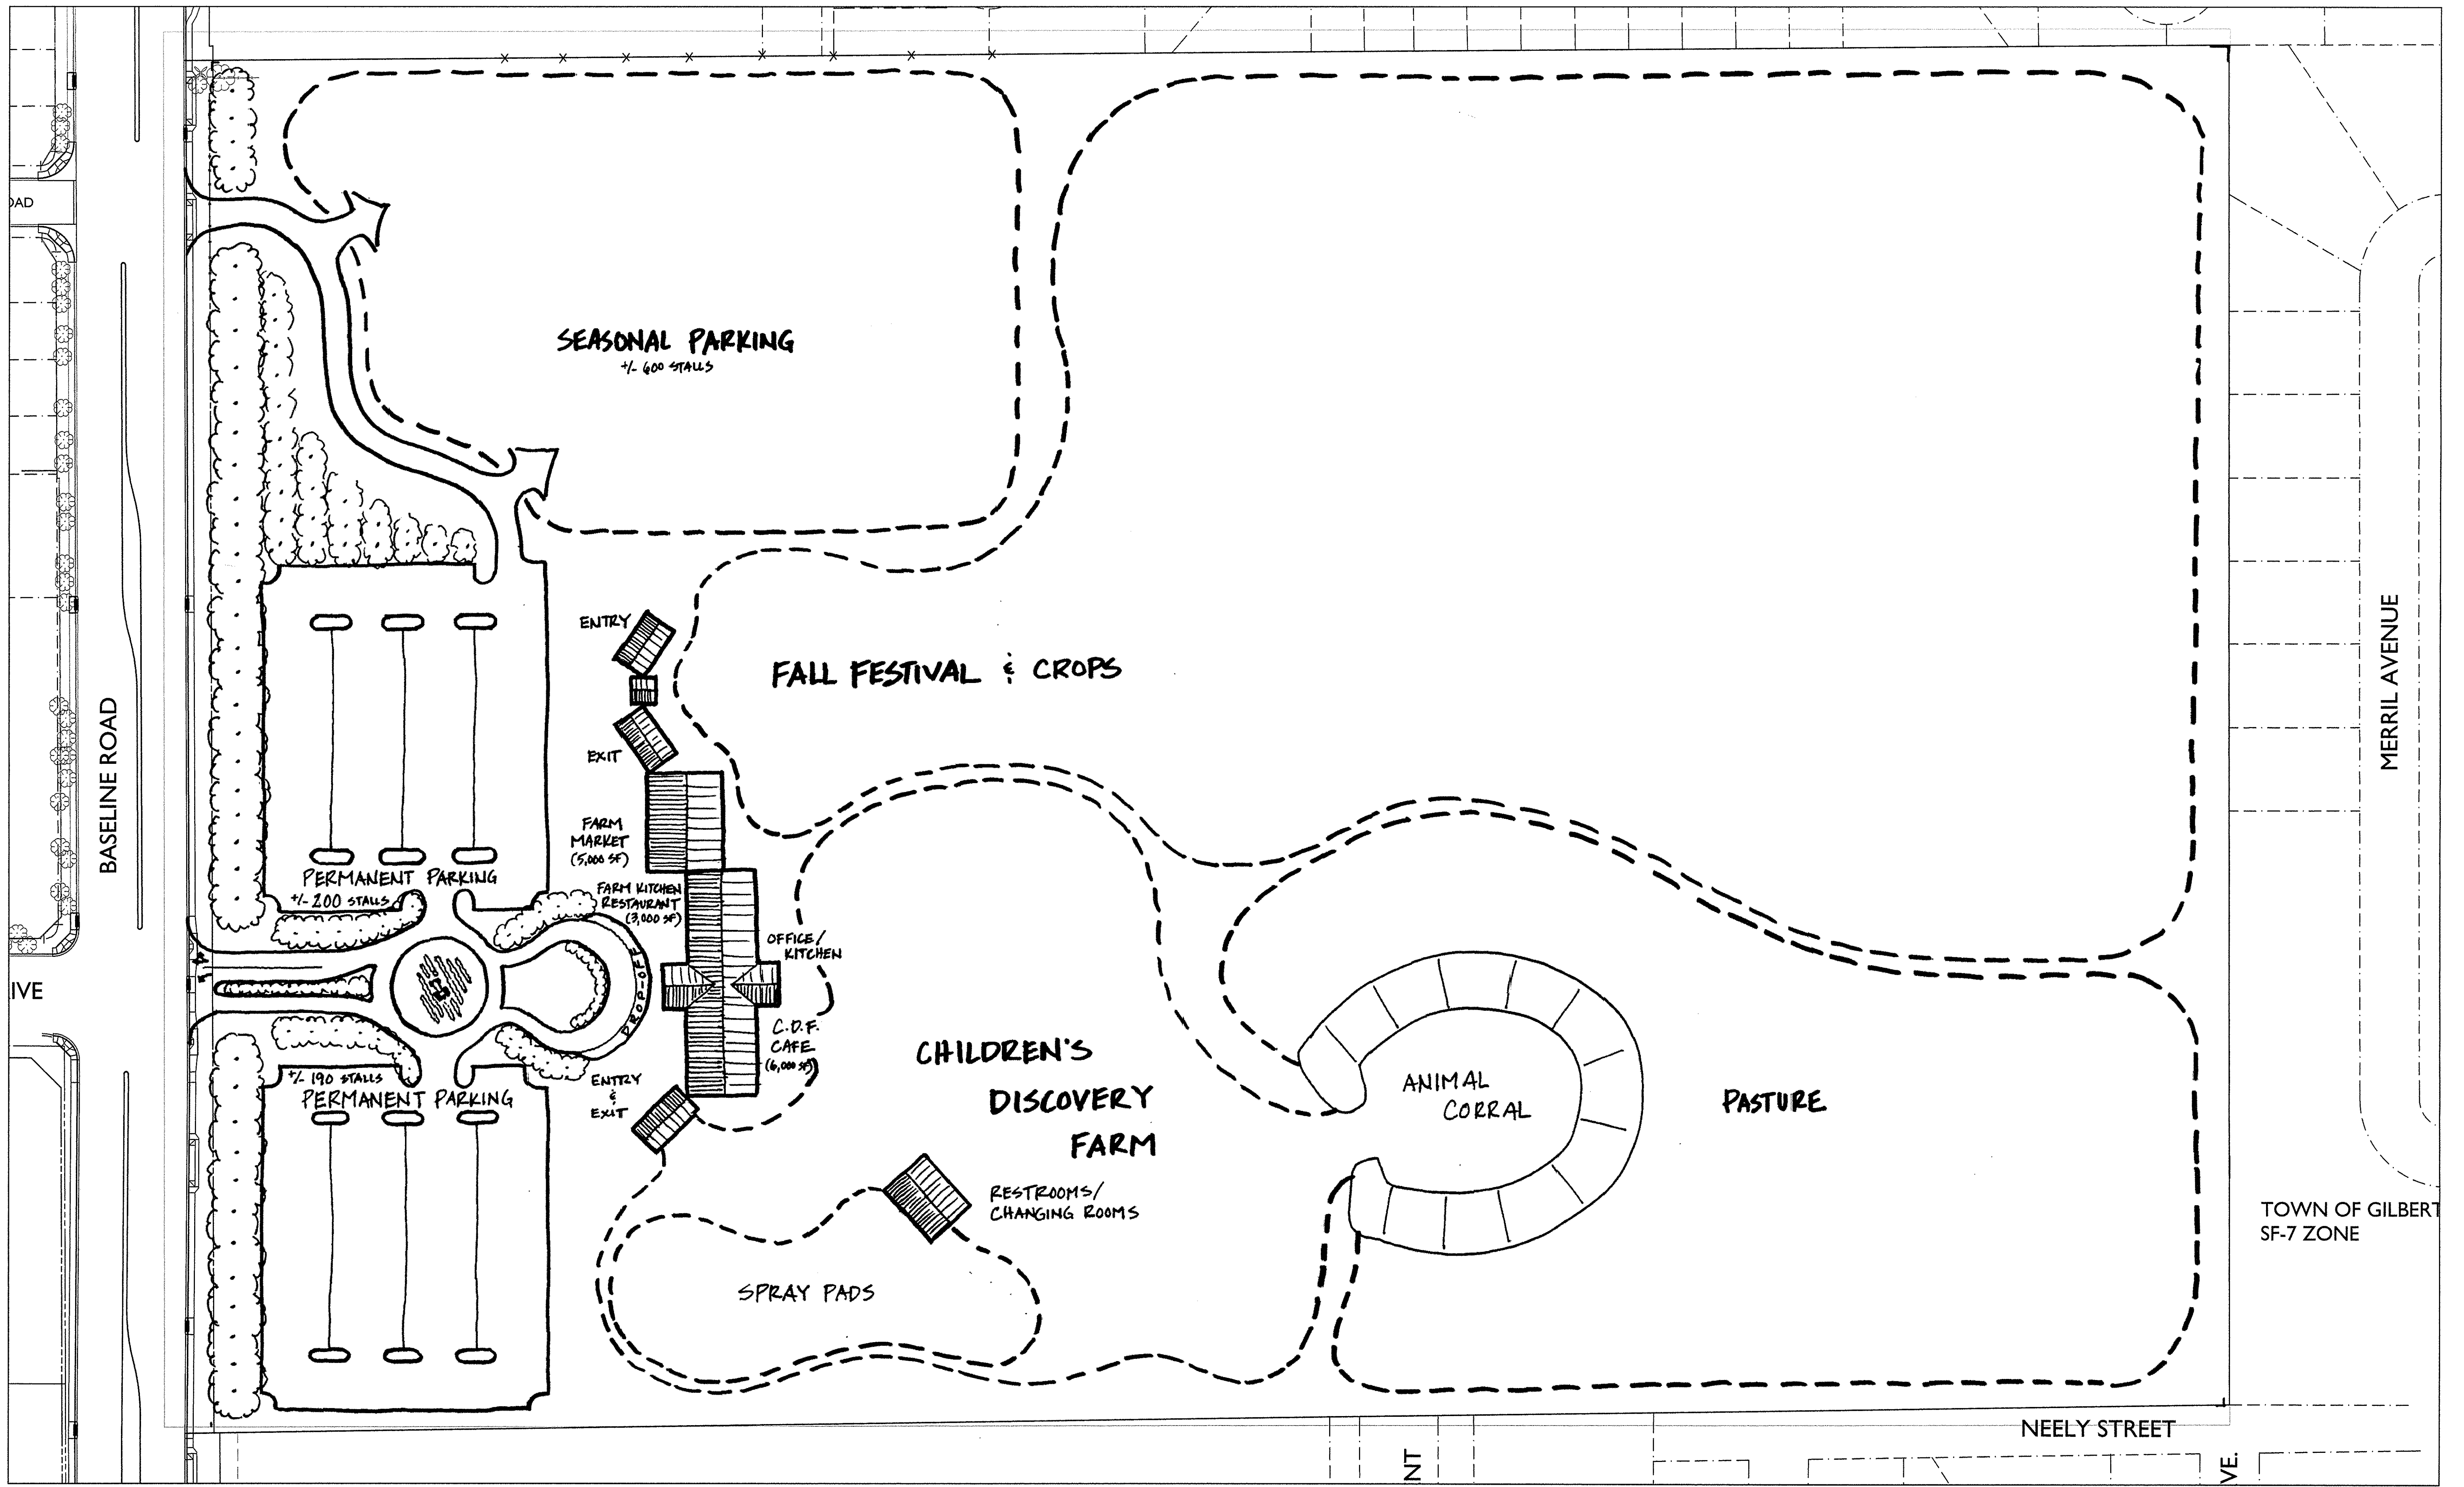 OAD
SEASONAL PARKING
+/- 600 STALLS
ENTRY
FALL FESTIVAL & CROPS
EXIT
BASELINE ROAD
MERRIL AVENUE
FARM
MARKET
(5,000 SF)
PERMANENT PARKING
+/- 200 STALLS
FARM KITCHEN
RESTAURANT
(3,000 SF)
OFFICE/
KITCHEN
DROP-OFF
IVE
C.D.F.
CAFE
(6,000 SF)
CHILDREN'S
DISCOVERY
FARM
ANIMAL
CORRAL
PASTURE
+/- 190 STALLS
PERMANENT PARKING
ENTRY
&
EXIT
RESTROOMS/
CHANGING ROOMS
SPRAY PADS
TOWN OF GILBERT
SF-7 ZONE
NEELY STREET
NT
VE.